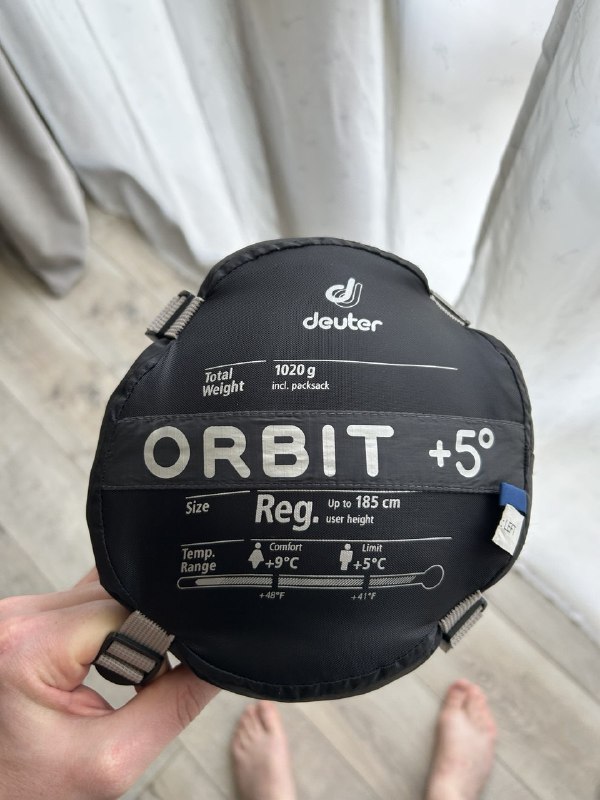 deuter
Total Weight 1020 g
incl. packsack
ORBIT +5°
Size Reg. Up to 185 cm
user height
Temp. Range Comfort +9°C Limit +5°C
+48°F +41°F